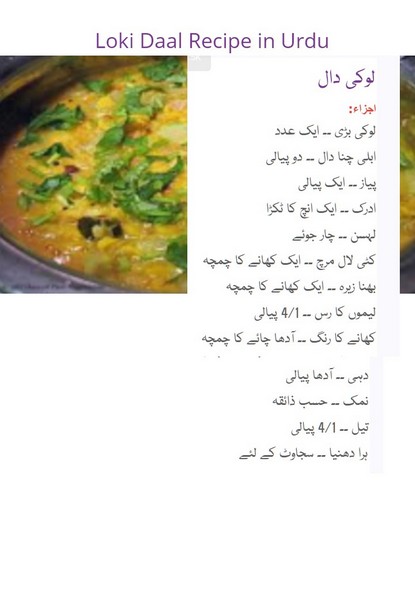 Loki Daal Recipe in Urdu
لوکی دال
اجزاء:
لوکی بڑی -- ایک عدد
ابلی چنا دال -- دو پیالی
پیاز -- ایک پیالی
ادرک -- ایک انچ کا ٹکڑا
لہسن -- چار جوئے
کٹی لال مرچ -- ایک کھانے کا چمچہ
بھنا زیرہ -- ایک کھانے کا چمچہ
لیموں کا رس -- 4/1 پیالی
کھانے کا رنگ -- آدھا چائے کا چمچہ
دہی -- آدھا پیالی
نمک -- حسب ذائقہ
تیل -- 4/1 پیالی
ہرا دھنیا -- سجاوٹ کے لئے